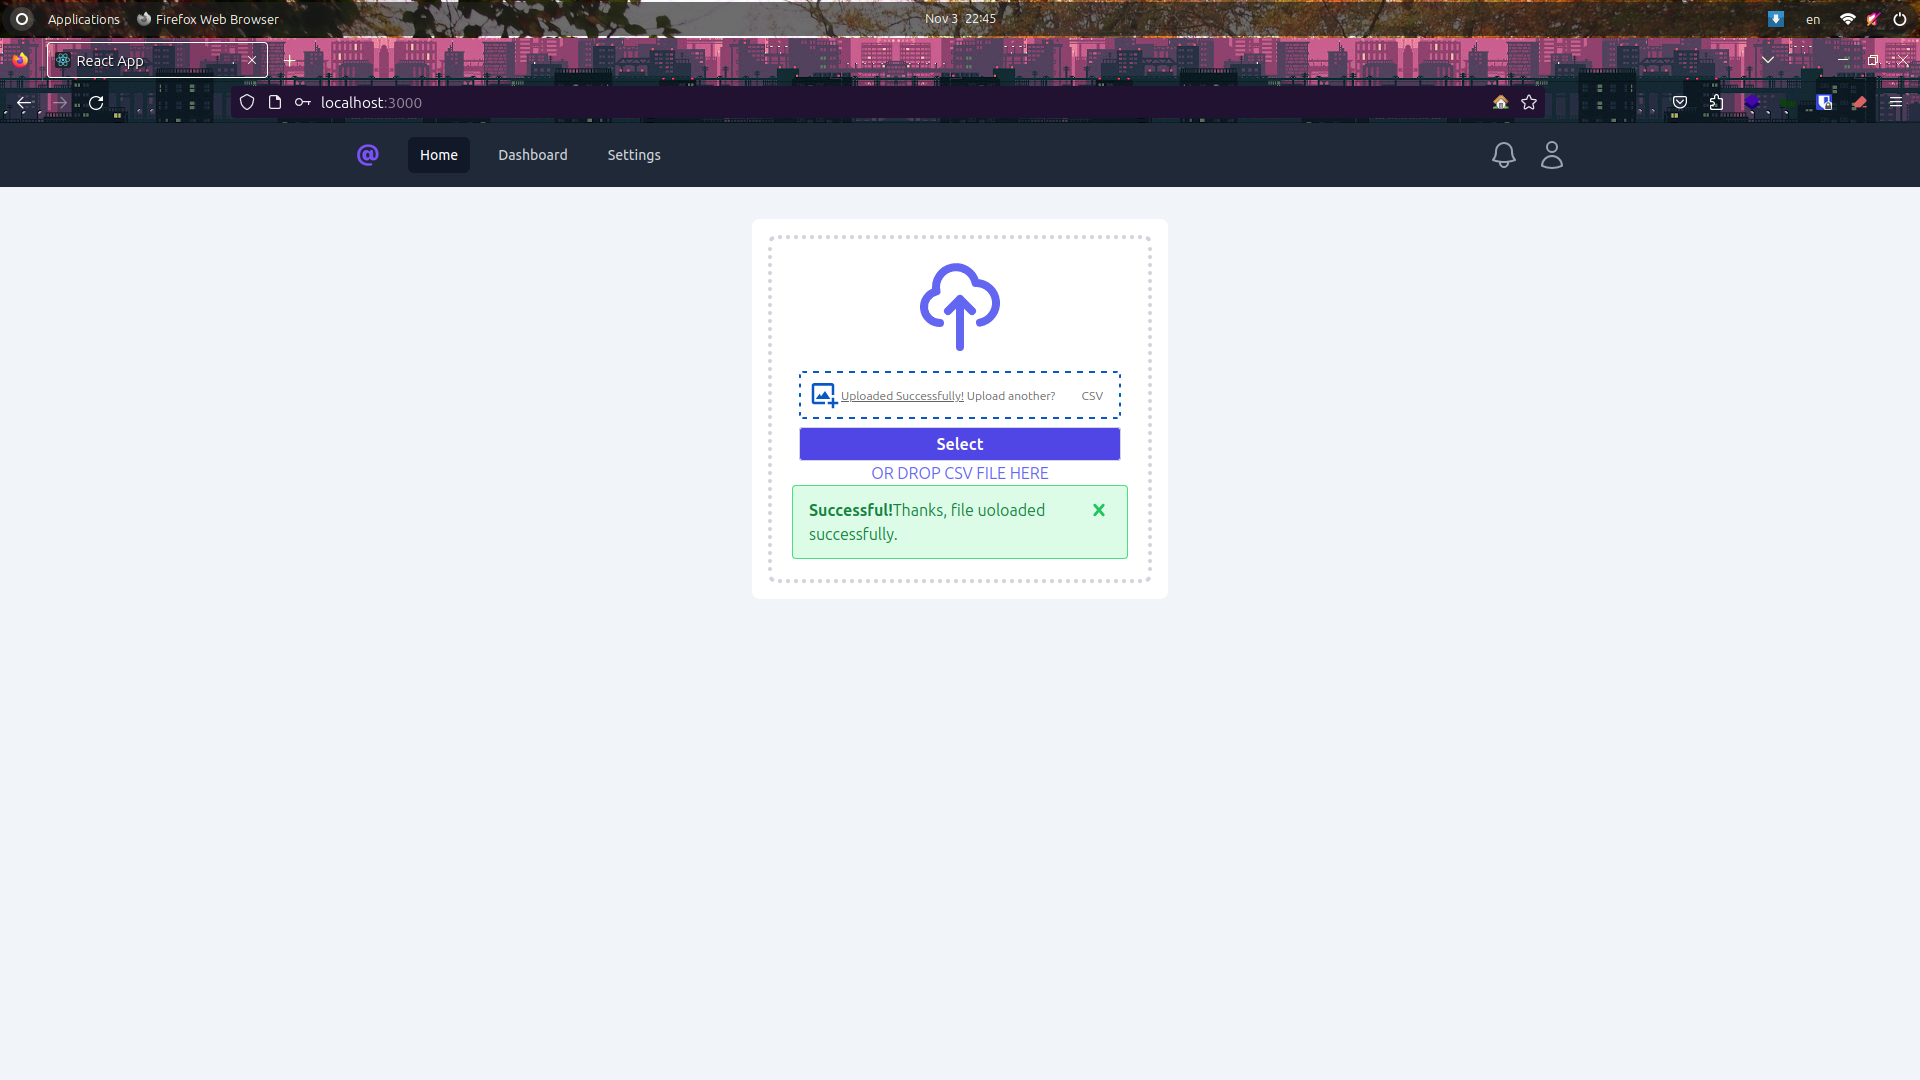 Applications Firefox Web Browser Nov 3 22:45 en
React App
localhost:3000
@ Home Dashboard Settings
Uploaded Successfully! Upload another? CSV
Select
OR DROP CSV FILE HERE
Successful!Thanks, file uoloaded
successfully.